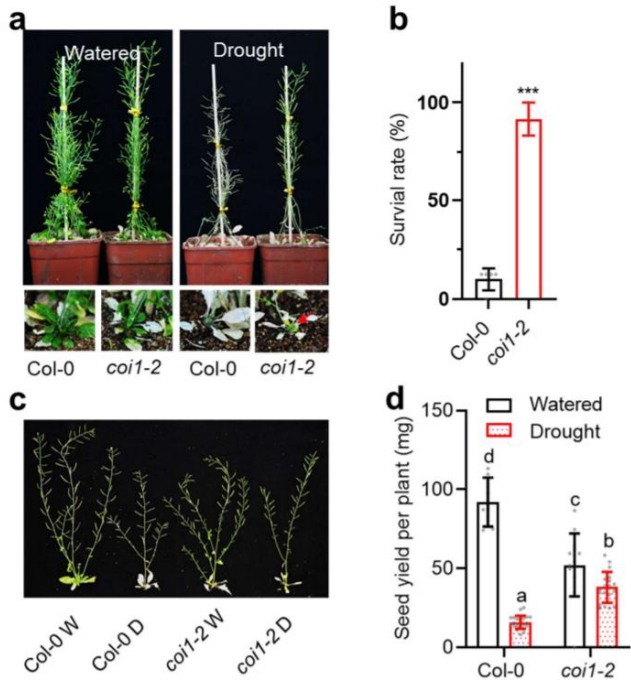 a
Watered
Drought
Col-0
coi1-2
Col-0
coi1-2
b
Survial rate (%)
100
50
0
***
Col-0
coi1-2
c
Col-0 W
Col-0 D
coi1-2 W
coi1-2 D
d
Seed yield per plant (mg)
150
100
50
0
Watered
Drought
d
a
c
b
Col-0
coi1-2